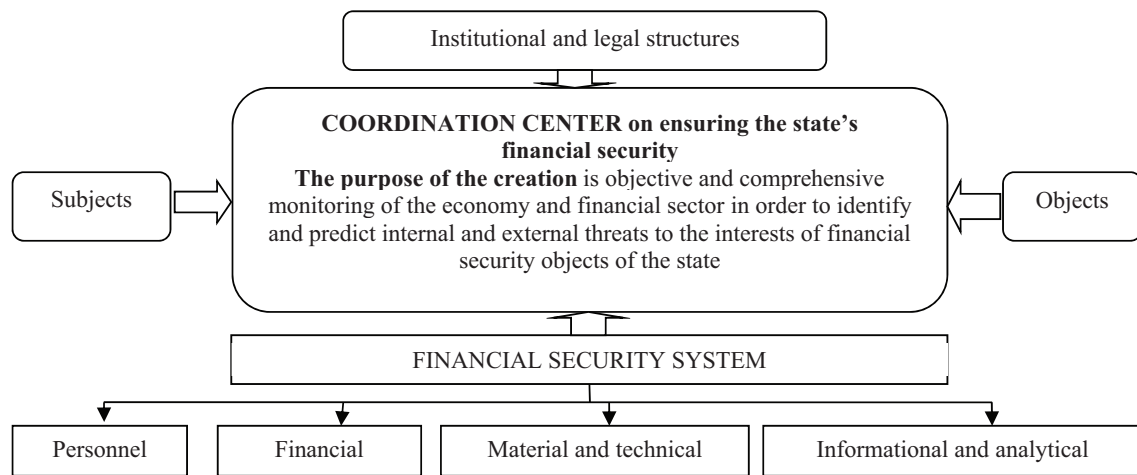 Institutional and legal structures
COORDINATION CENTER on ensuring the state’s
financial security
The purpose of the creation is objective and comprehensive
monitoring of the economy and financial sector in order to identify
and predict internal and external threats to the interests of financial
security objects of the state
Subjects
Objects
FINANCIAL SECURITY SYSTEM
Personnel
Financial
Material and technical
Informational and analytical